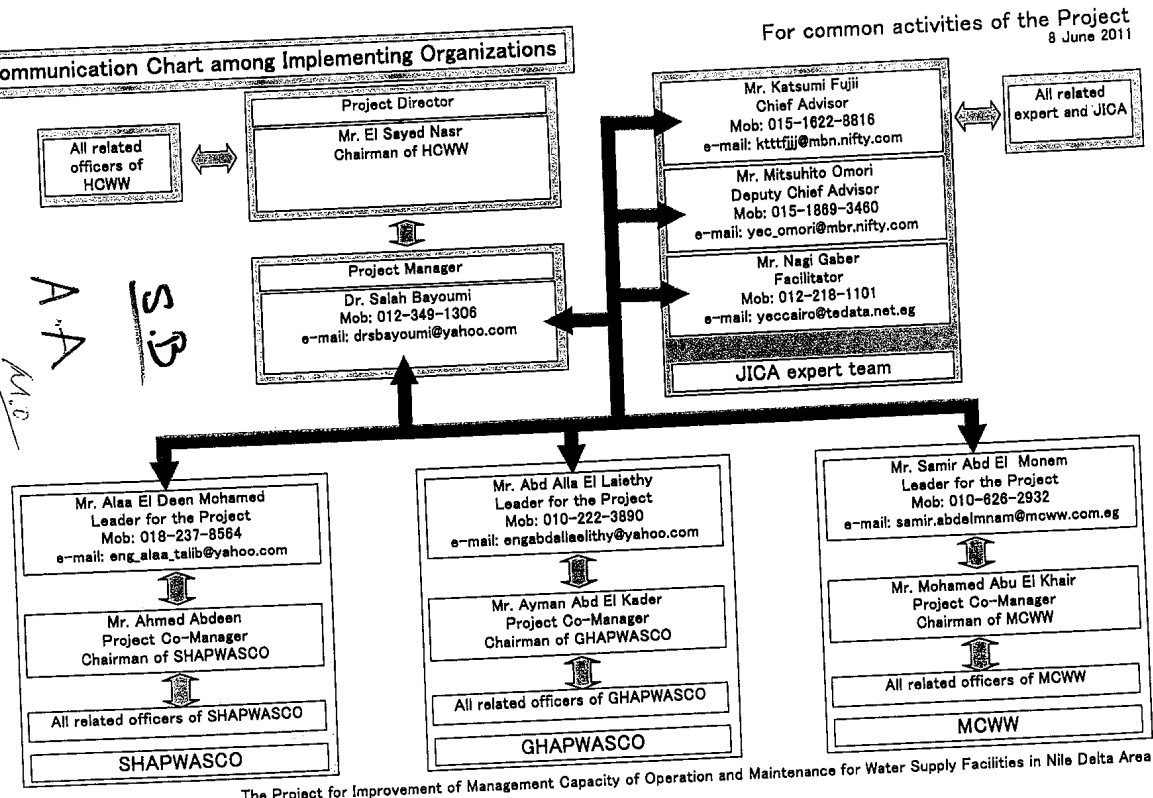 For common activities of the Project
8 June 2011
ommunication Chart among Implementing Organizations
All related
officers of
HCWW
Project Director
Mr. El Sayed Nasr
Chairman of HCWW
Project Manager
Dr. Salah Bayoumi
Mob: 012-349-1306
e-mail: drsbayoumi@yahoo.com
Mr. Katsumi Fujii
Chief Advisor
Mob: 015-1622-8816
e-mail: ktttfjjj@mbn.nifty.com
Mr. Mitsuhito Omori
Deputy Chief Advisor
Mob: 015-1869-3460
e-mail: yec_omori@mbr.nifty.com
Mr. Nagi Gaber
Facilitator
Mob: 012-218-1101
e-mail: yeccairo@tedata.net.eg
JICA expert team
All related
expert and JICA
A.A
M.O
Mr. Alaa El Deen Mohamed
Leader for the Project
Mob: 018-237-8564
e-mail: eng_alaa_talib@yahoo.com
Mr. Ahmed Abdeen
Project Co-Manager
Chairman of SHAPWASCO
All related officers of SHAPWASCO
SHAPWASCO
Mr. Abd Alla El Laiethy
Leader for the Project
Mob: 010-222-3890
e-mail: engabdallaelithy@yahoo.com
Mr. Ayman Abd El Kader
Project Co-Manager
Chairman of GHAPWASCO
All related officers of GHAPWASCO
GHAPWASCO
Mr. Samir Abd El Monem
Leader for the Project
Mob: 010-626-2932
e-mail: samir.abdelmnam@mcww.com.eg
Mr. Mohamed Abu El Khair
Project Co-Manager
Chairman of MCWW
All related officers of MCWW
MCWW
The Project for Improvement of Management Capacity of Operation and Maintenance for Water Supply Facilities in Nile Delta Area